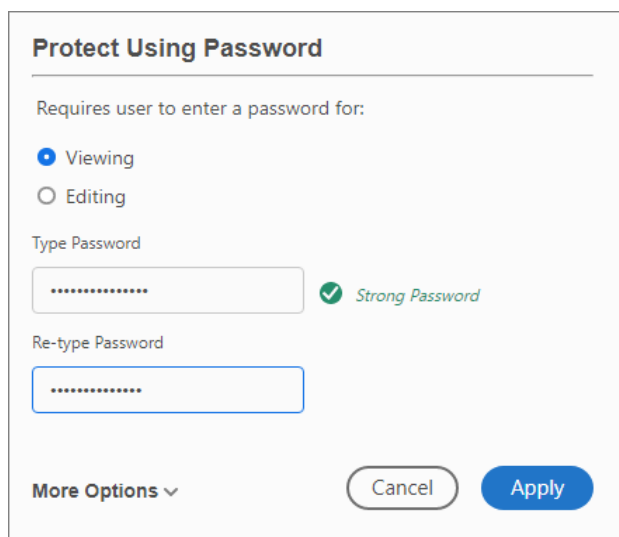 Protect Using Password
Requires user to enter a password for:
Viewing
Editing
Type Password
•••••••••••••••
Strong Password
Re-type Password
••••••••••••••
More Options
Cancel
Apply